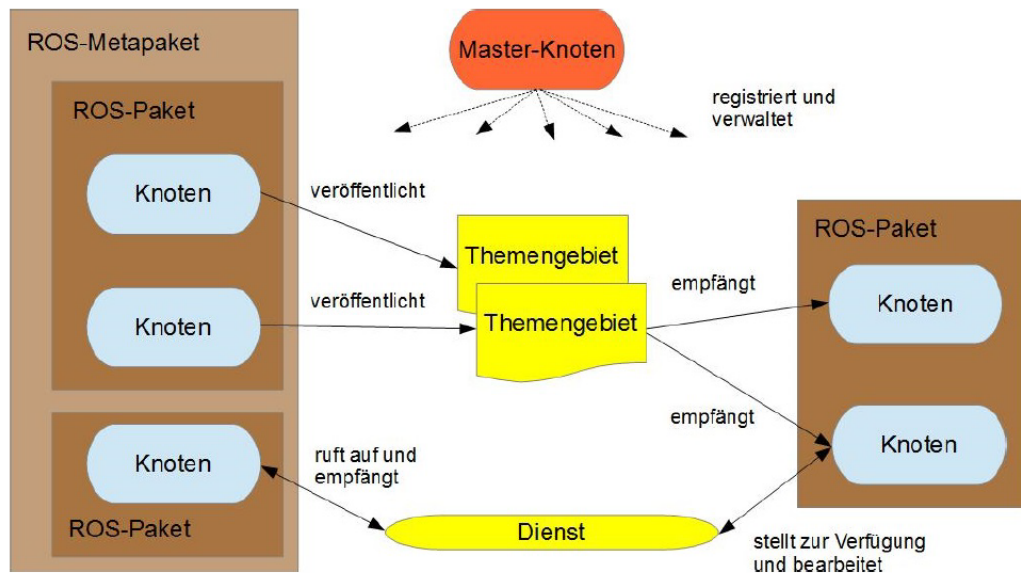 ROS-Metapaket
ROS-Paket
Knoten
Knoten
Knoten
ROS-Paket
Master-Knoten
registriert und
verwaltet
veröffentlicht
veröffentlicht
Themengebiet
Themengebiet
empfängt
empfängt
ruft auf und
empfängt
Dienst
ROS-Paket
Knoten
Knoten
stellt zur Verfügung
und bearbeitet